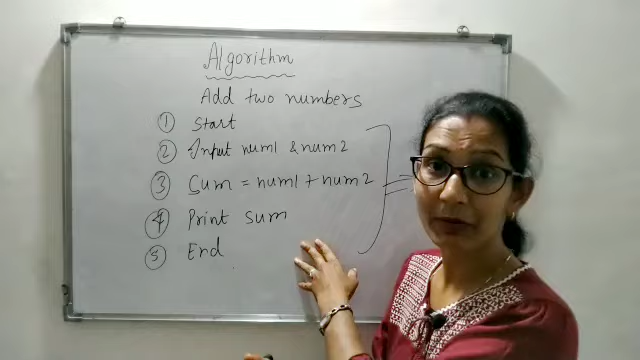 Algorithm
Add two numbers
① Start
② Input num1 & num2
③ Sum = num1 + num2
④ Print sum
⑤ End